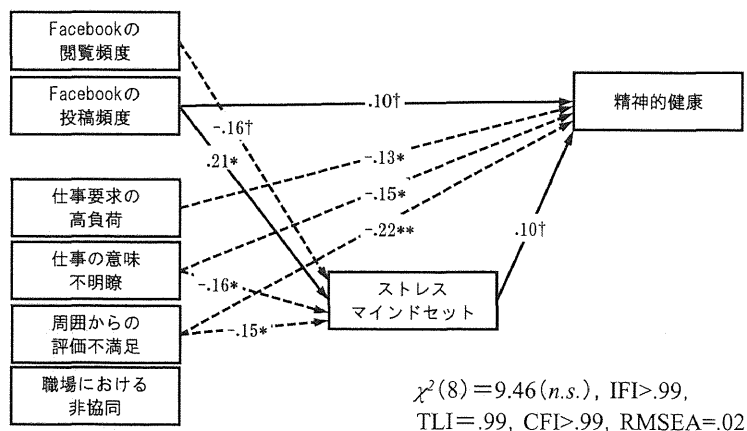 Facebookの
閲覧頻度
Facebookの
投稿頻度
精神的健康
.10†
-.16†
.21*
-.13*
-.15*
-.22**
仕事要求の
高負荷
仕事の意味
不明瞭
周囲からの
評価不満足
職場における
非協同
-.16*
-.15*
.10†
ストレス
マインドセット
χ²(8)=9.46(n.s.), IFI>.99,
TLI=.99, CFI>.99, RMSEA=.02